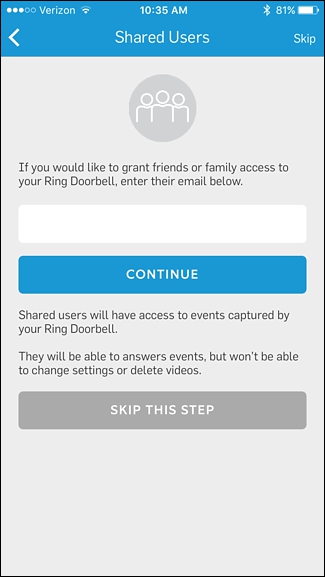 Verizon 10:35 AM 81%
Shared Users Skip
If you would like to grant friends or family access to
your Ring Doorbell, enter their email below.
CONTINUE
Shared users will have access to events captured by
your Ring Doorbell.
They will be able to answers events, but won't be able
to change settings or delete videos.
SKIP THIS STEP